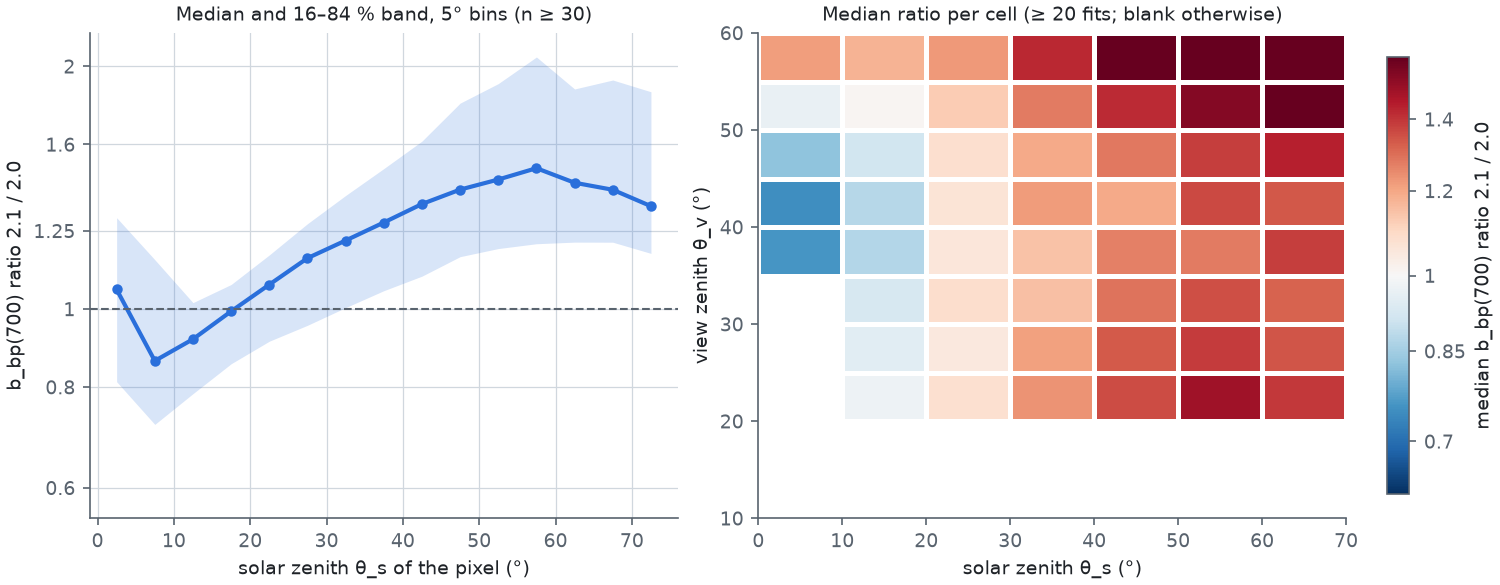 Median and 16–84 % band, 5° bins (n ≥ 30)
b_bp(700) ratio 2.1 / 2.0
2
1.6
1.25
1
0.8
0.6
0 10 20 30 40 50 60 70
solar zenith θ_s of the pixel (°)
Median ratio per cell (≥ 20 fits; blank otherwise)
view zenith θ_v (°)
60
50
40
30
20
10
0 10 20 30 40 50 60 70
solar zenith θ_s (°)
1.4
1.2
1
0.85
0.7
median b_bp(700) ratio 2.1 / 2.0